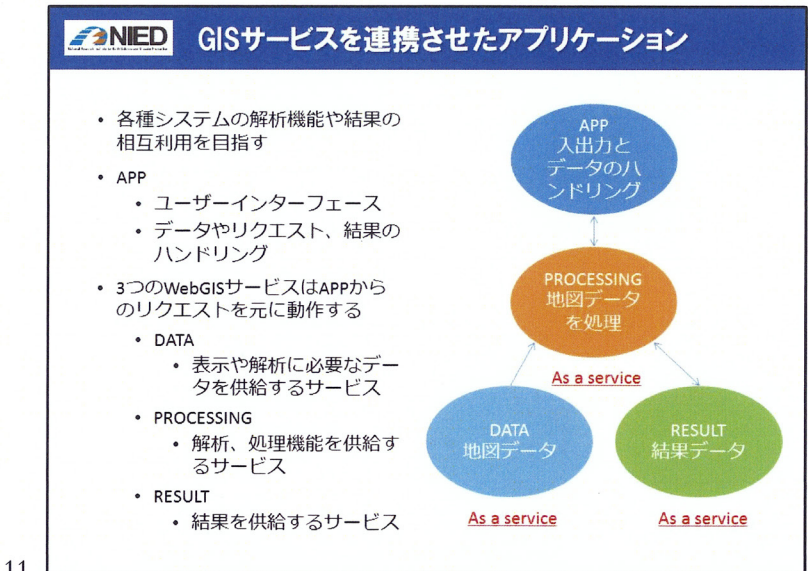 NIED
GISサービスを連携させたアプリケーション
• 各種システムの解析機能や結果の
相互利用を目指す
• APP
• ユーザーインターフェース
• データやリクエスト、結果の
ハンドリング
• 3つのWebGISサービスはAPPから
のリクエストを元に動作する
• DATA
• 表示や解析に必要なデー
タを供給するサービス
• PROCESSING
• 解析、処理機能を供給す
るサービス
• RESULT
• 結果を供給するサービス
APP
入出力と
データのハ
ンドリング
PROCESSING
地図データ
を処理
As a service
DATA
地図データ
As a service
RESULT
結果データ
As a service
11